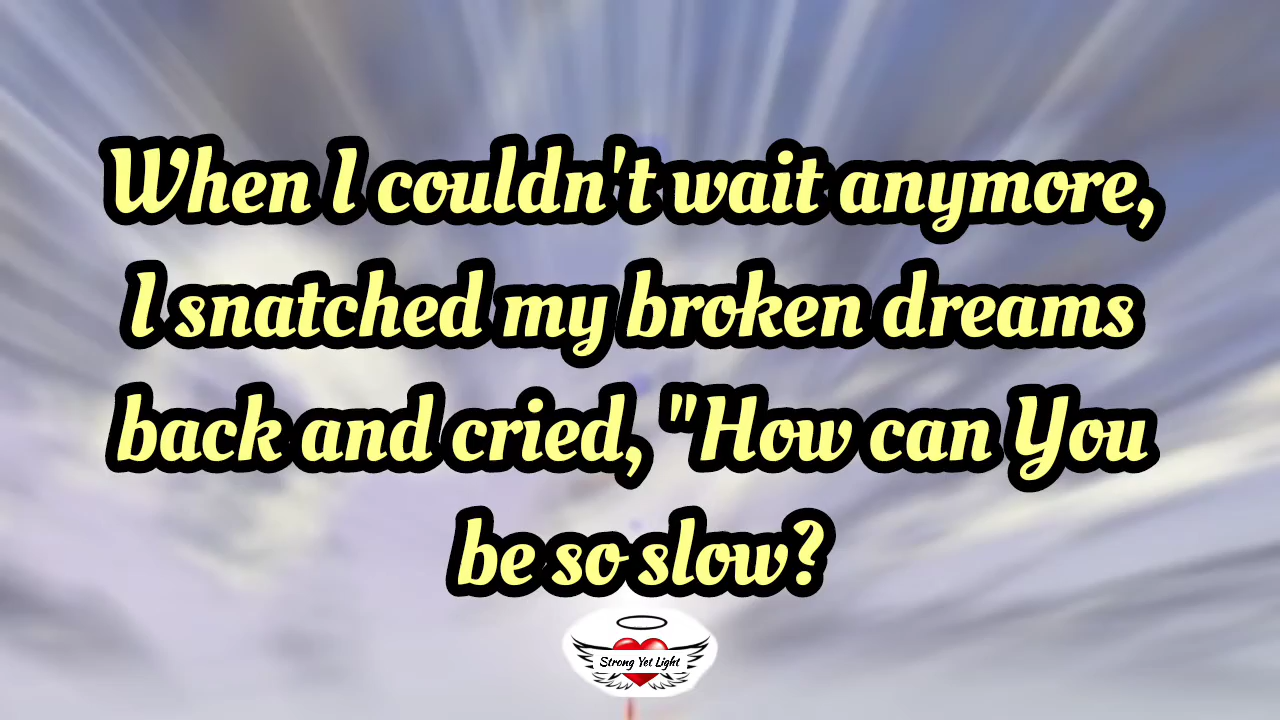 When I couldn't wait anymore,
I snatched my broken dreams
back and cried, "How can You
be so slow?
Strong Yet Light